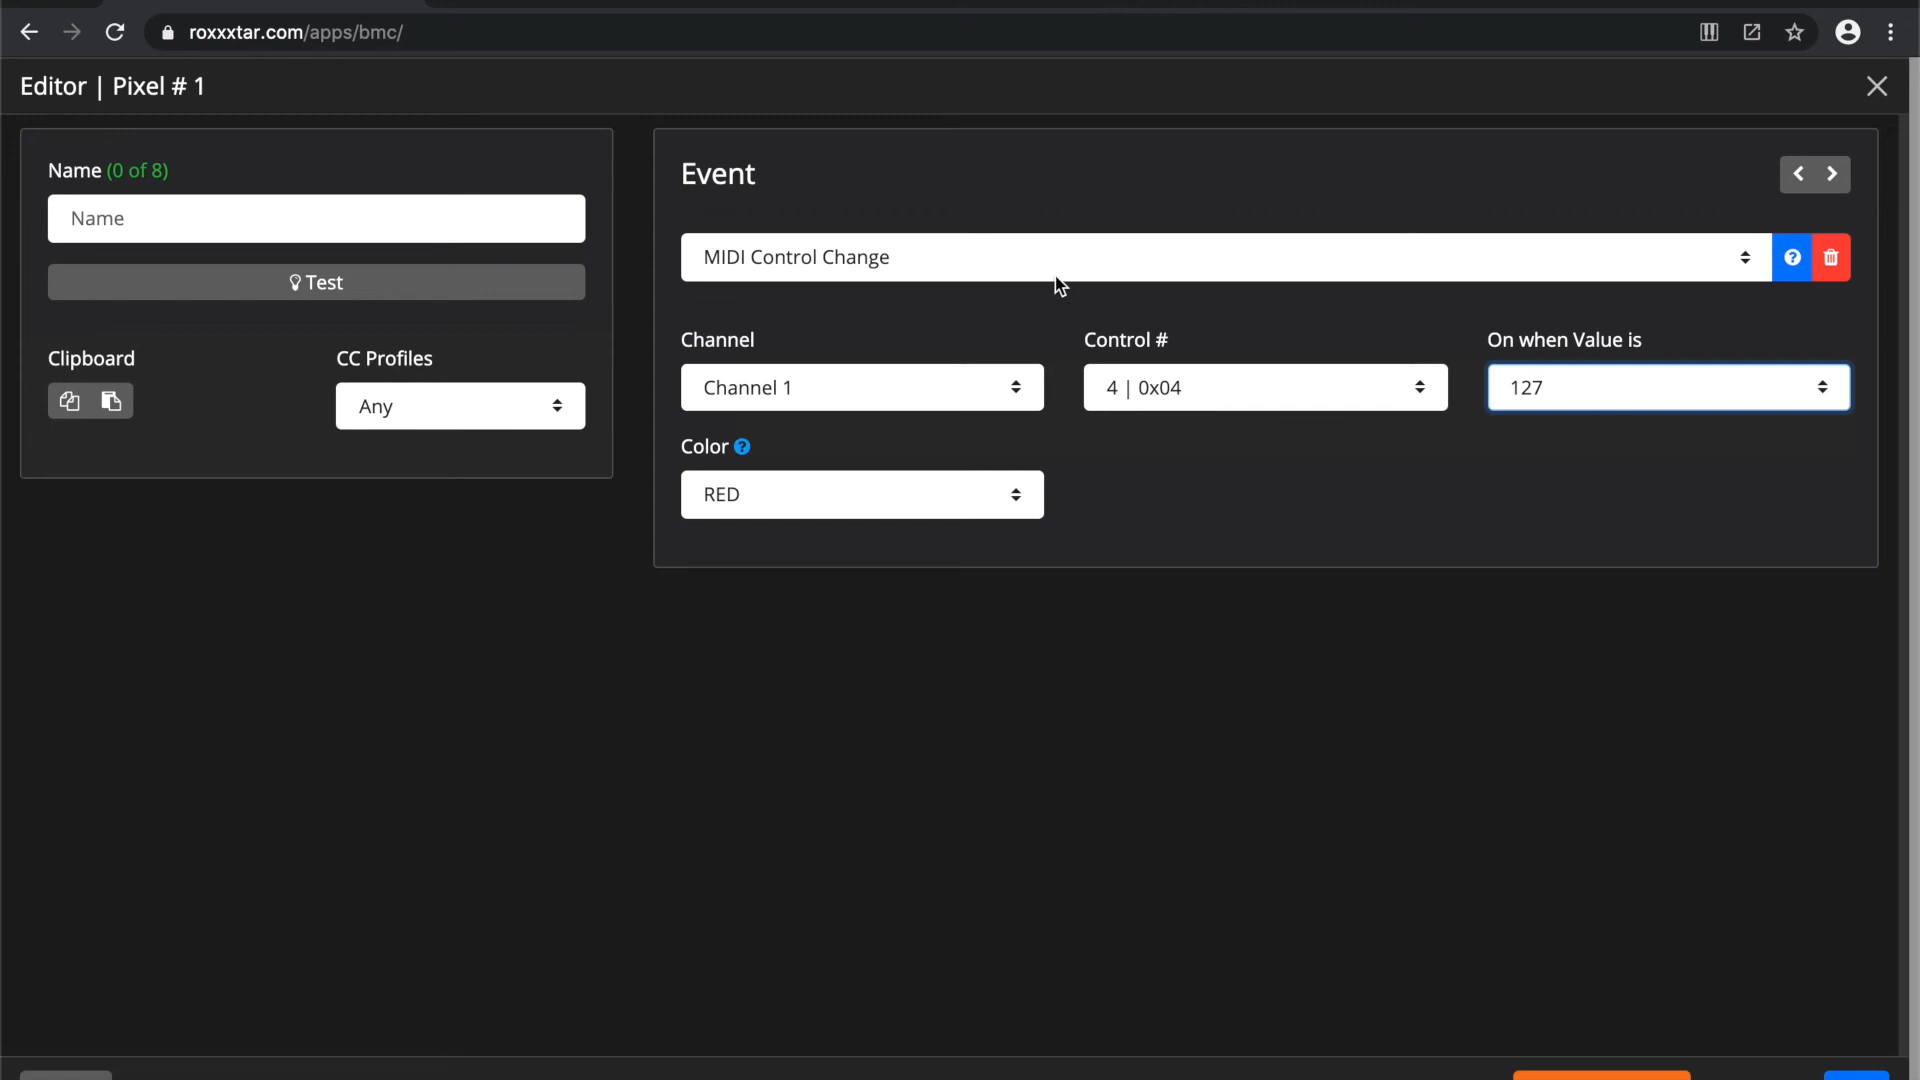 roxxxtar.com/apps/bmc/
Editor | Pixel # 1
Name (0 of 8)
Name
Test
Clipboard
CC Profiles
Any
Event
MIDI Control Change
Channel
Control #
On when Value is
Channel 1
4 | 0x04
127
Color
RED